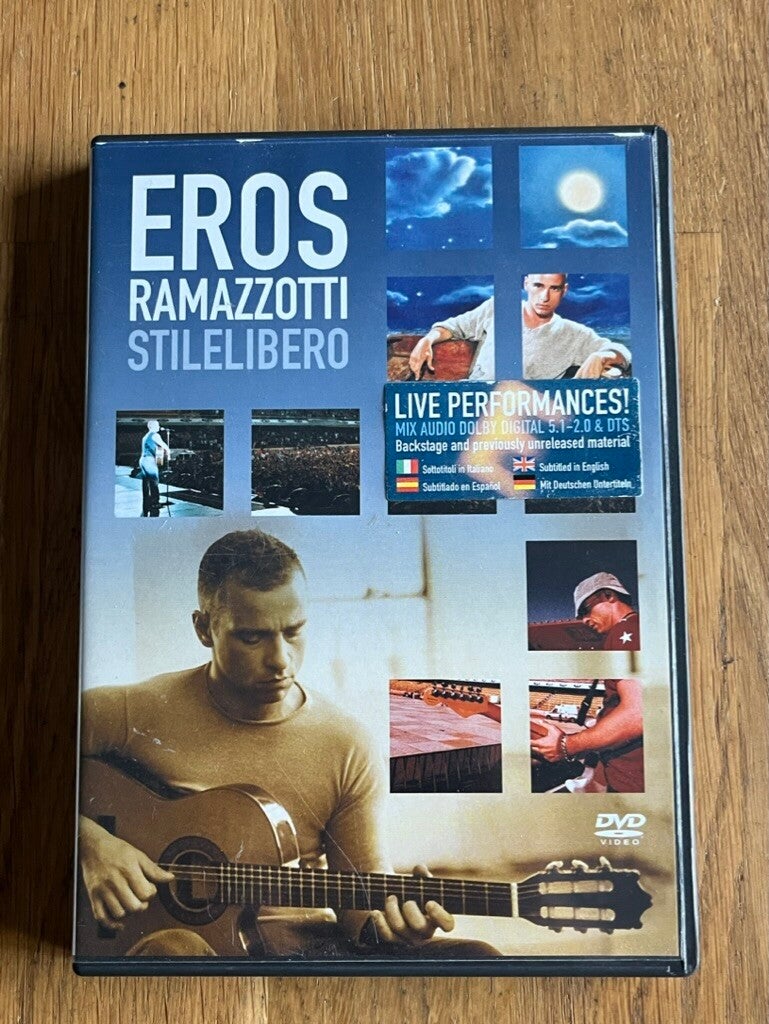 EROS
RAMAZZOTTI
STILELIBERO
LIVE PERFORMANCES!
MIX AUDIO DOLBY DIGITAL 5.1-2.0 & DTS
Backstage and previously unreleased material
Sottotitoli in Italiano
Subtitled in English
Subtitlado en Español
Mit Deutschen Untertiteln
DVD
VIDEO